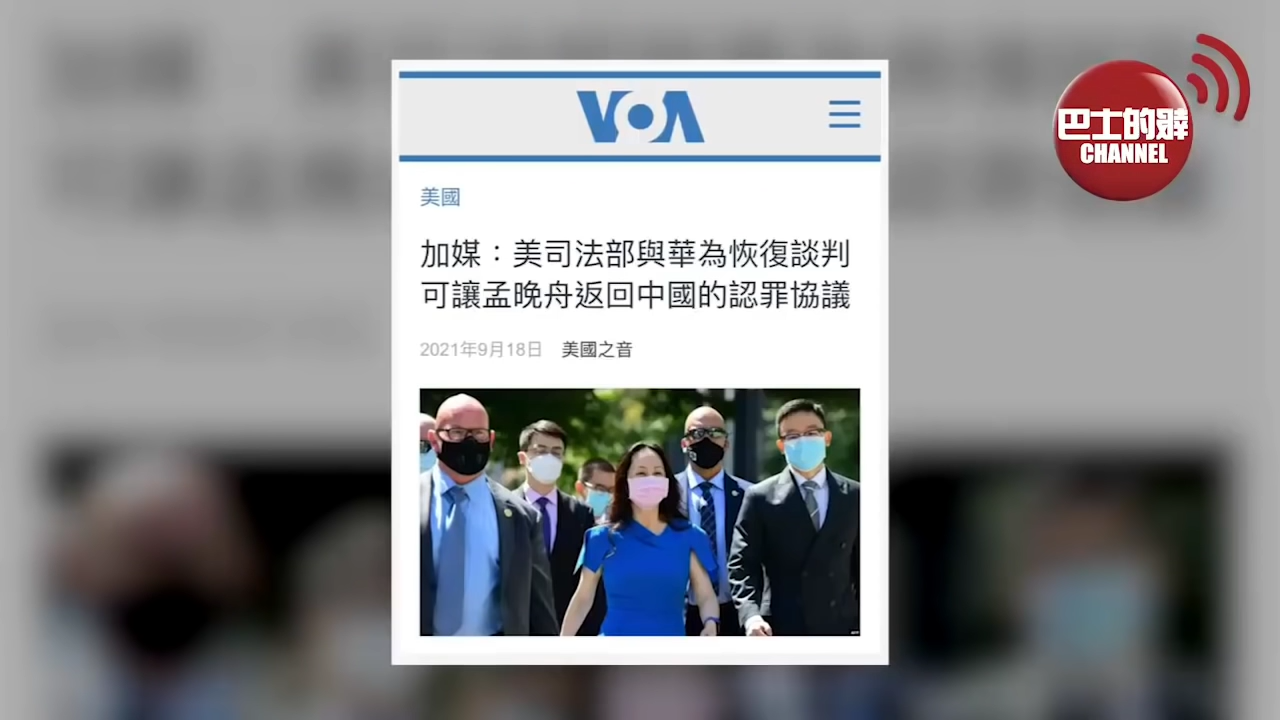 VOA
巴士的報
CHANNEL
美國
加媒：美司法部與華為恢復談判
可讓孟晚舟返回中國的認罪協議
2021年9月18日 美國之音